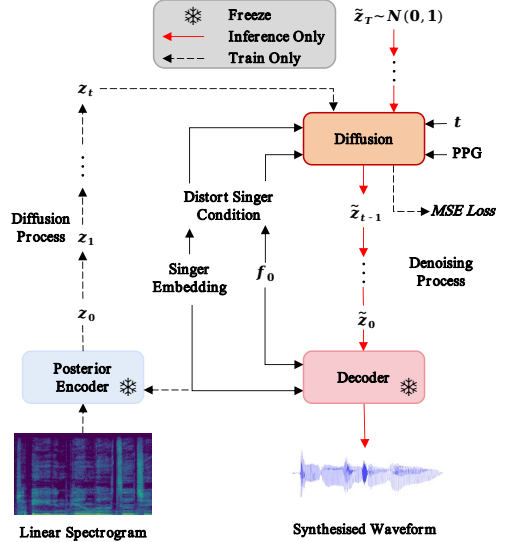 Freeze
Inference Only
Train Only
z̃_T~N(0,1)
z_t
Diffusion
t
PPG
Distort Singer
Condition
z̃_{t-1}
MSE Loss
Diffusion
Process
z_1
Singer
Embedding
f_0
Denoising
Process
z_0
z̃_0
Posterior
Encoder
Decoder
Linear Spectrogram
Synthesised Waveform